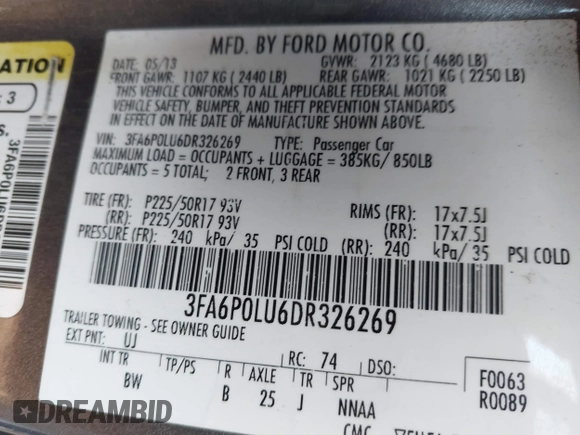 ATION
: 3
S.
MFD. BY FORD MOTOR CO.
DATE: 05/13 GVWR: 2123 KG ( 4680 LB)
FRONT GAWR: 1107 KG ( 2440 LB) REAR GAWR: 1021 KG ( 2250 LB)
THIS VEHICLE CONFORMS TO ALL APPLICABLE FEDERAL MOTOR
VEHICLE SAFETY, BUMPER, AND THEFT PREVENTION STANDARDS
IN EFFECT ON THE DATE OF MANUFACTURE SHOWN ABOVE.
VIN: 3FA6P0LU6DR326269 TYPE: Passenger Car
MAXIMUM LOAD = OCCUPANTS + LUGGAGE = 385KG/ 850LB
OCCUPANTS = 5 TOTAL; 2 FRONT, 3 REAR
TIRE (FR): P225/50R17 93V RIMS (FR): 17x7.5J
(RR): P225/50R17 93V (RR): 17x7.5J
PRESSURE (FR): 240 kPa/ 35 PSI COLD (RR): 240 kPa/ 35 PSI COLD
3FA6P0LU6DR326269
TRAILER TOWING - SEE OWNER GUIDE
EXT PNT: UJ RC: 74 DSO: F0063
INT TR TP/PS R AXLE TR SPR R0089
BW B 25 J NNAA
DREAMBID